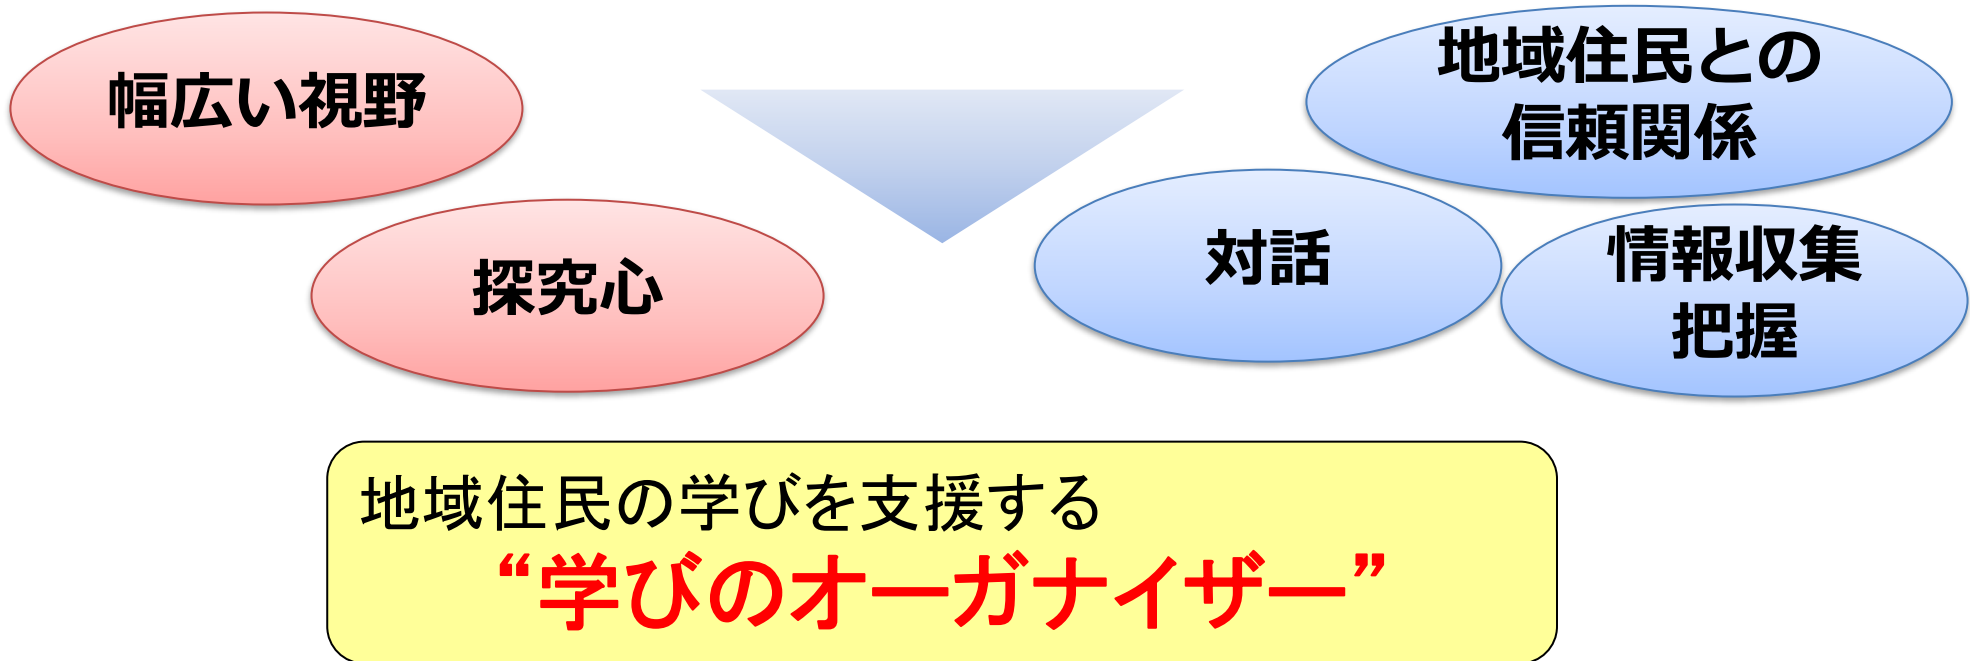 幅広い視野
探究心
地域住民との
信頼関係
対話
情報収集
把握
地域住民の学びを支援する
“学びのオーガナイザー”